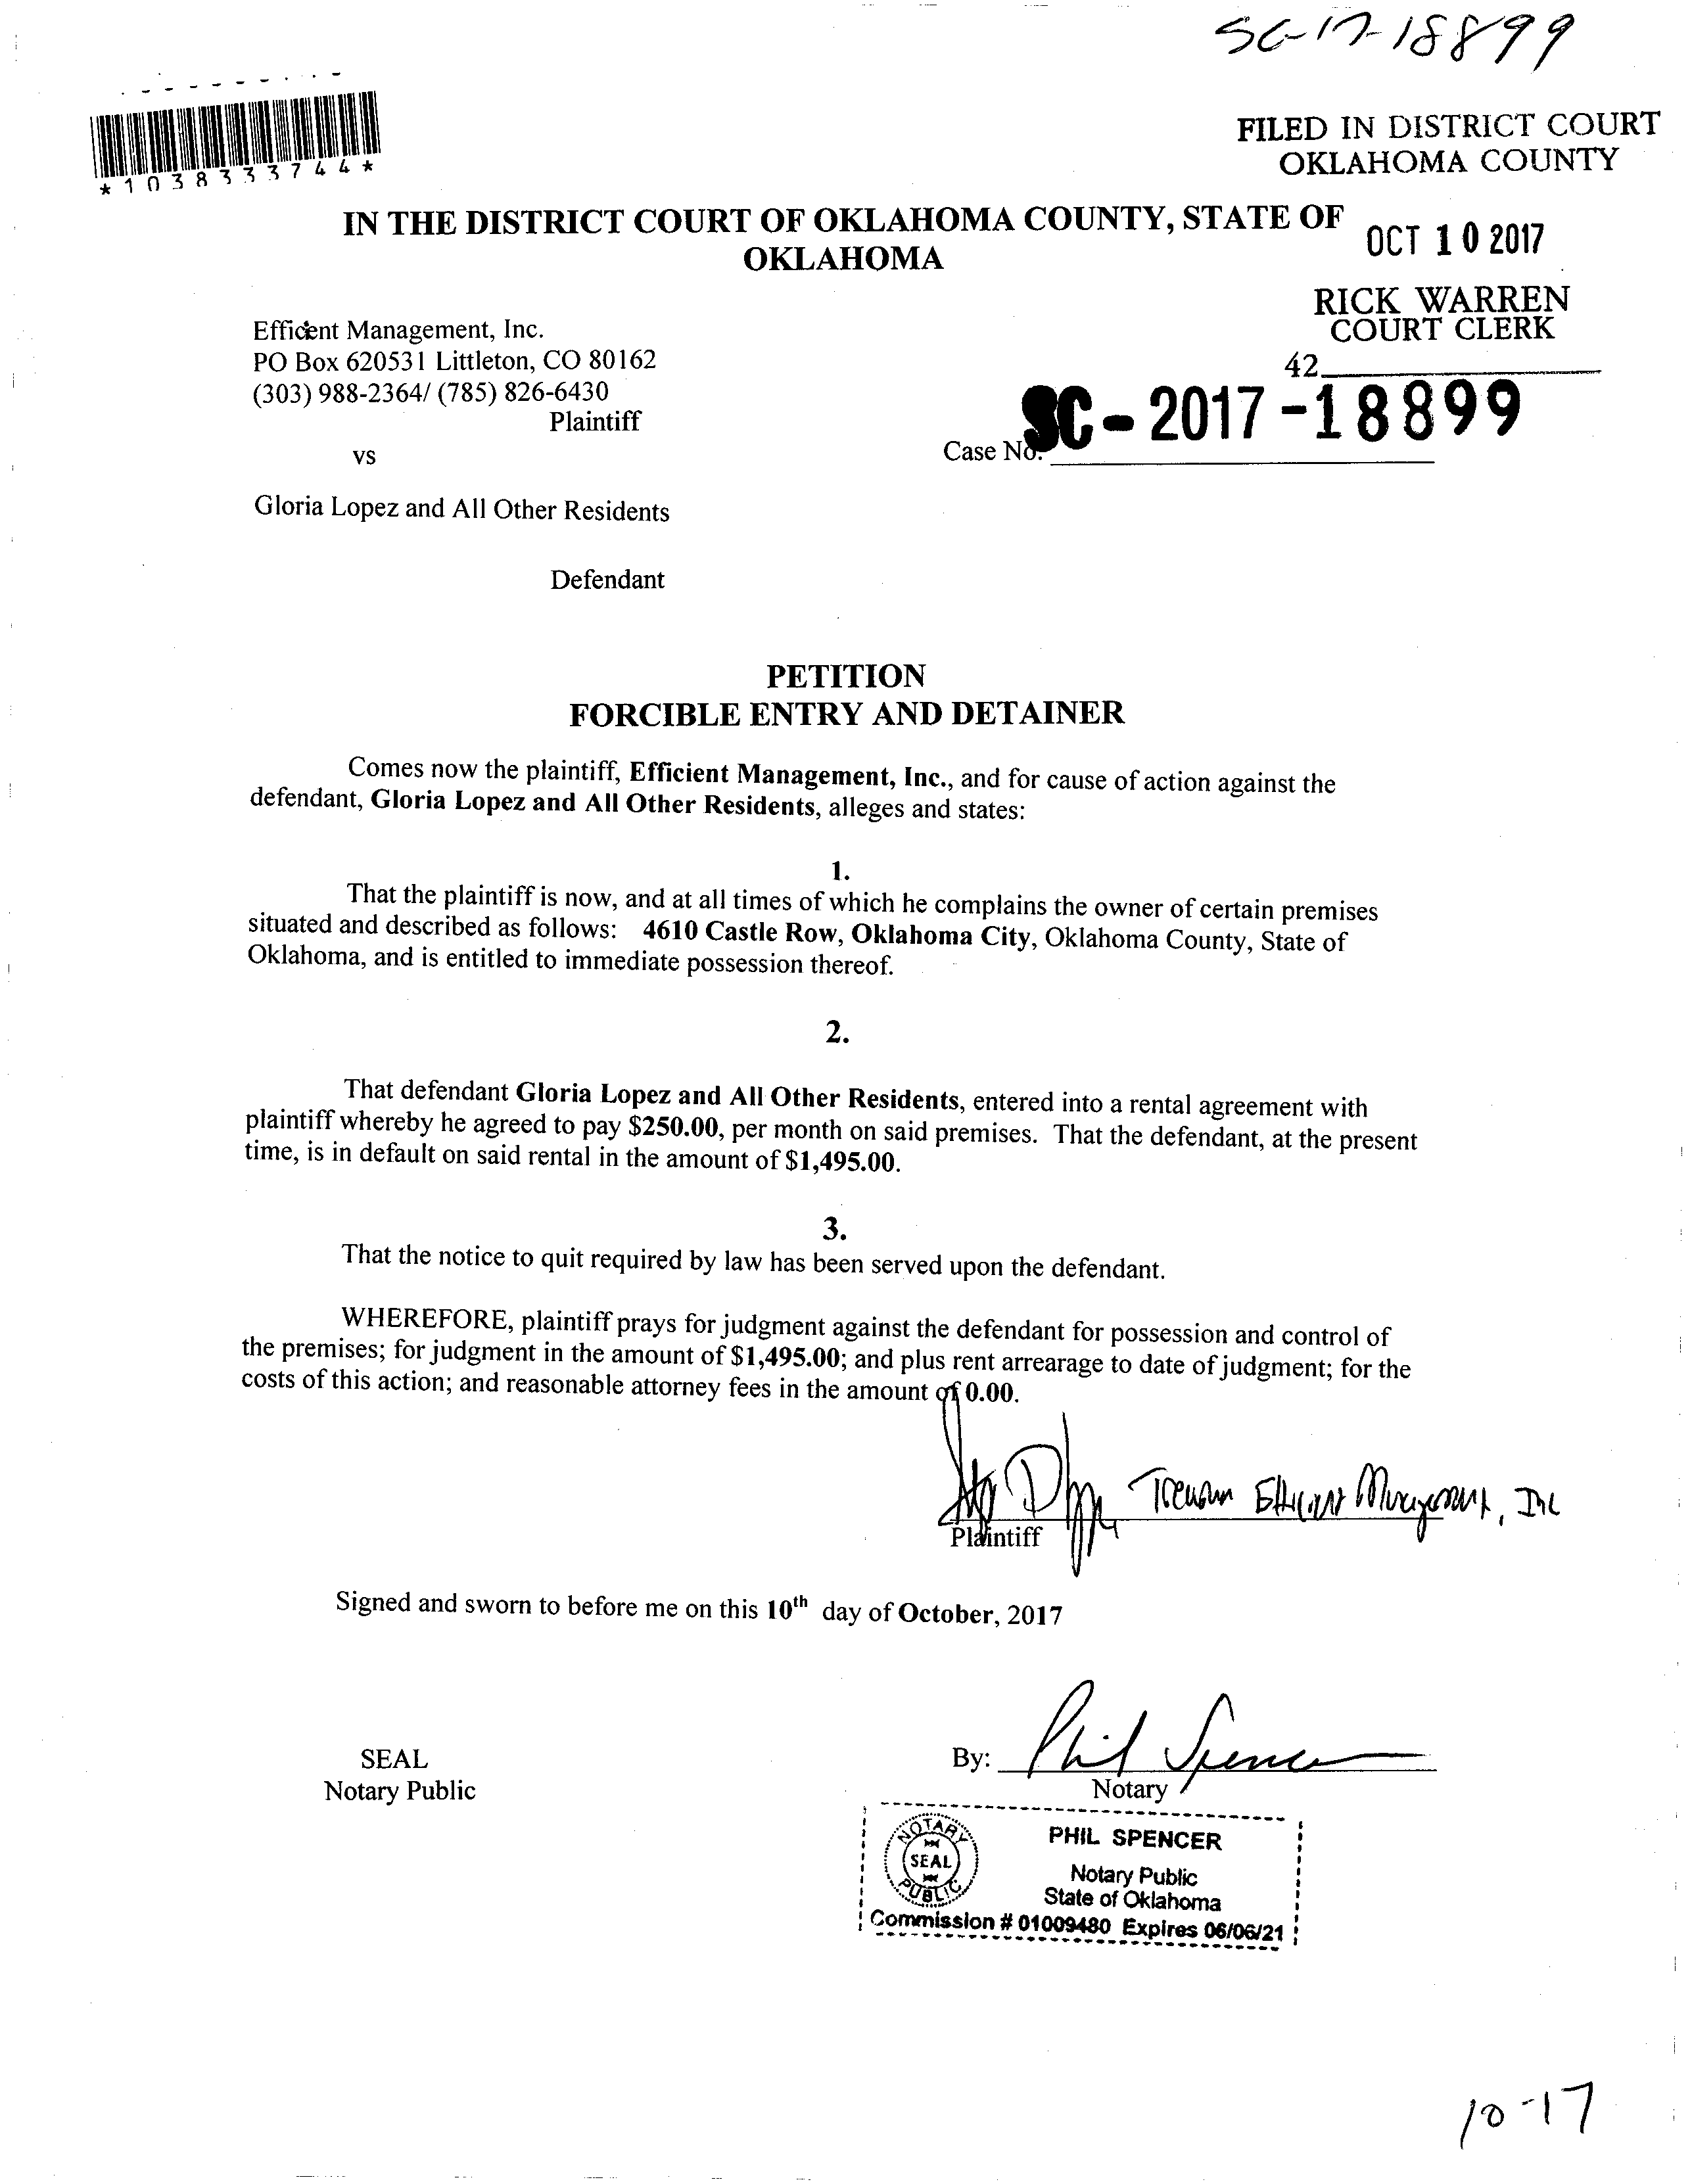 SC-17-18899
*1038333744*
FILED IN DISTRICT COURT
OKLAHOMA COUNTY
IN THE DISTRICT COURT OF OKLAHOMA COUNTY, STATE OF
OKLAHOMA
OCT 10 2017
RICK WARREN
COURT CLERK
42
Efficent Management, Inc.
PO Box 620531 Littleton, CO 80162
(303) 988-2364/ (785) 826-6430
Plaintiff
vs
Case No. SC-2017-18899
Gloria Lopez and All Other Residents
Defendant
PETITION
FORCIBLE ENTRY AND DETAINER
Comes now the plaintiff, Efficient Management, Inc., and for cause of action against the
defendant, Gloria Lopez and All Other Residents, alleges and states:
1.
That the plaintiff is now, and at all times of which he complains the owner of certain premises
situated and described as follows: 4610 Castle Row, Oklahoma City, Oklahoma County, State of
Oklahoma, and is entitled to immediate possession thereof.
2.
That defendant Gloria Lopez and All Other Residents, entered into a rental agreement with
plaintiff whereby he agreed to pay $250.00, per month on said premises. That the defendant, at the present
time, is in default on said rental in the amount of $1,495.00.
3.
That the notice to quit required by law has been served upon the defendant.
WHEREFORE, plaintiff prays for judgment against the defendant for possession and control of
the premises; for judgment in the amount of $1,495.00; and plus rent arrearage to date of judgment; for the
costs of this action; and reasonable attorney fees in the amount of 0.00.
Efficient Management, Inc
Plaintiff
Signed and sworn to before me on this 10th day of October, 2017
SEAL
Notary Public
By: Phil Spencer
Notary
NOTARY
SEAL
PUBLIC
PHIL SPENCER
Notary Public
State of Oklahoma
Commission # 01009480 Expires 06/06/21
10-17